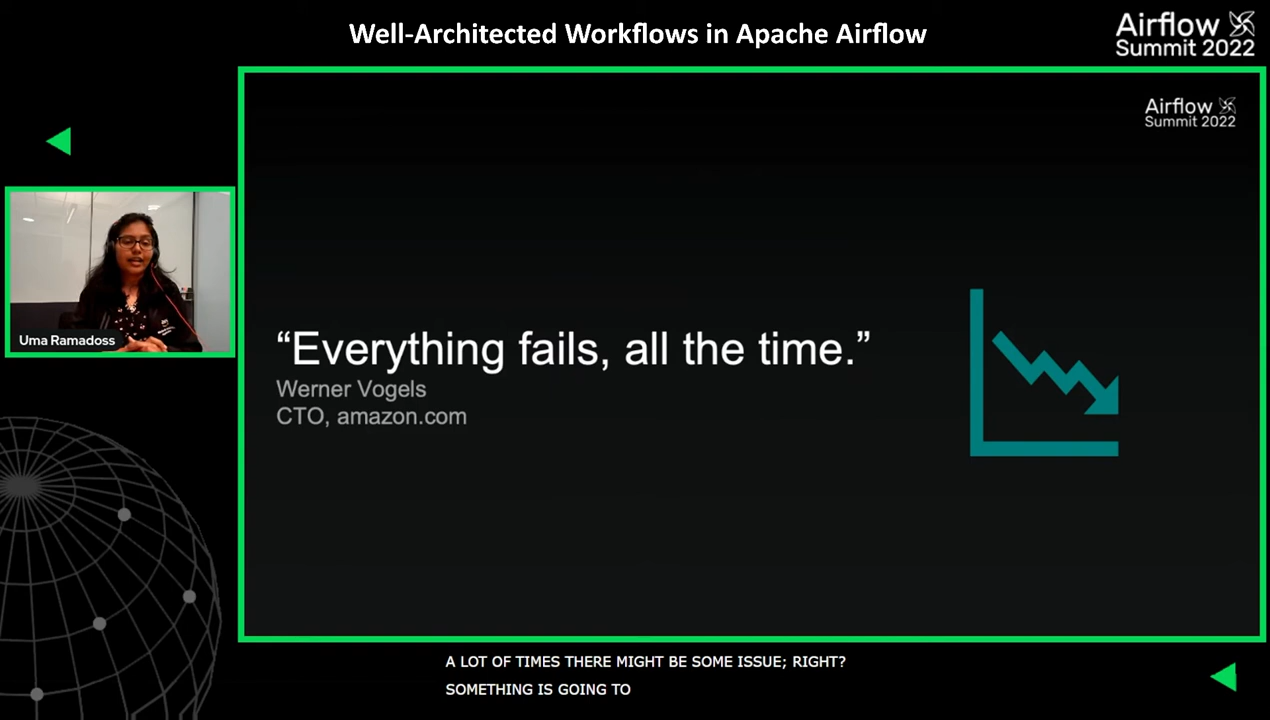 Well-Architected Workflows in Apache Airflow
Airflow
Summit 2022
Airflow
Summit 2022
Uma Ramadoss
“Everything fails, all the time.”
Werner Vogels
CTO, amazon.com
A LOT OF TIMES THERE MIGHT BE SOME ISSUE; RIGHT?
SOMETHING IS GOING TO